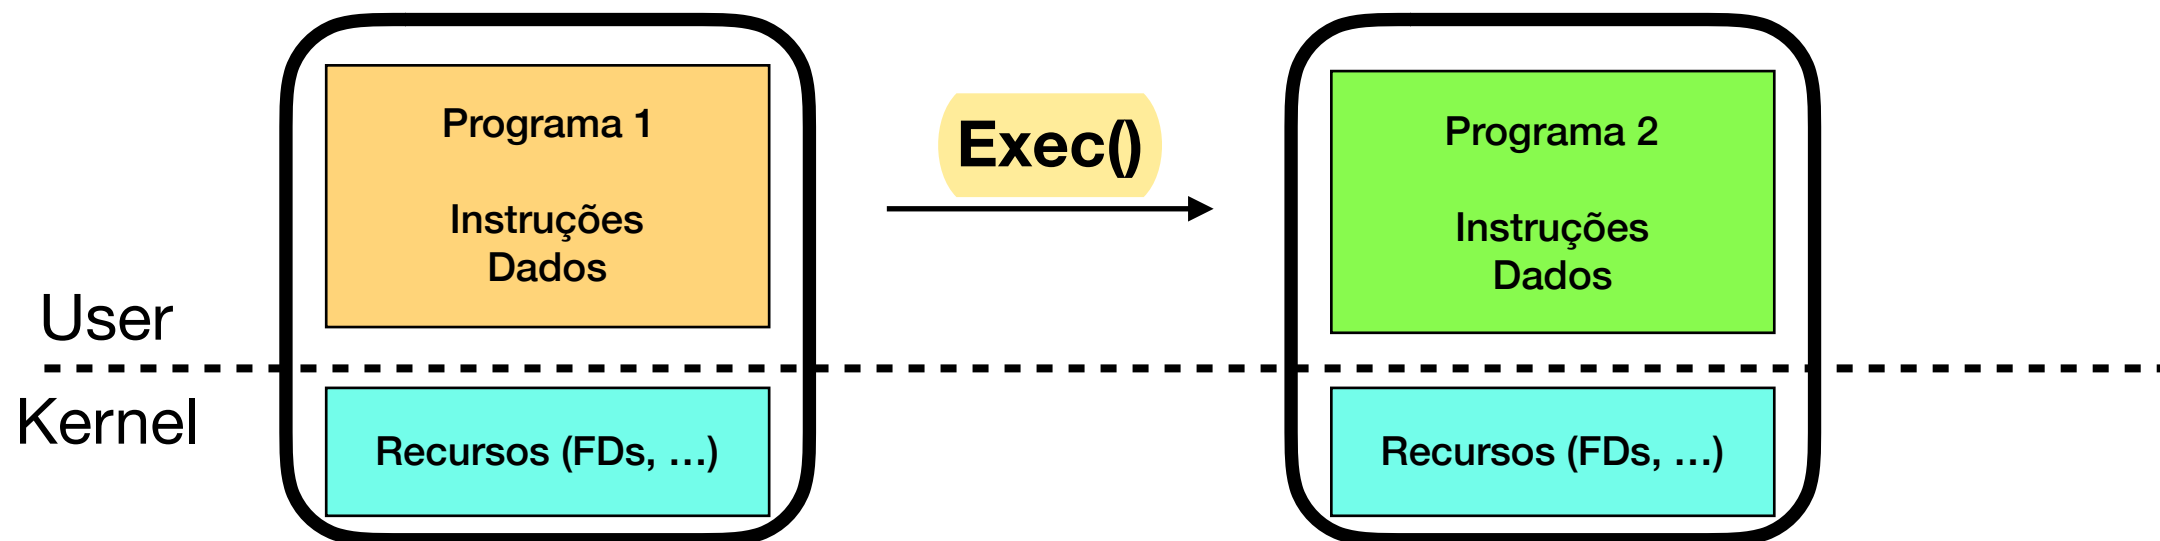 Programa 1
Instruções
Dados
Exec()
Programa 2
Instruções
Dados
User
Kernel
Recursos (FDs, ...)
Recursos (FDs, ...)